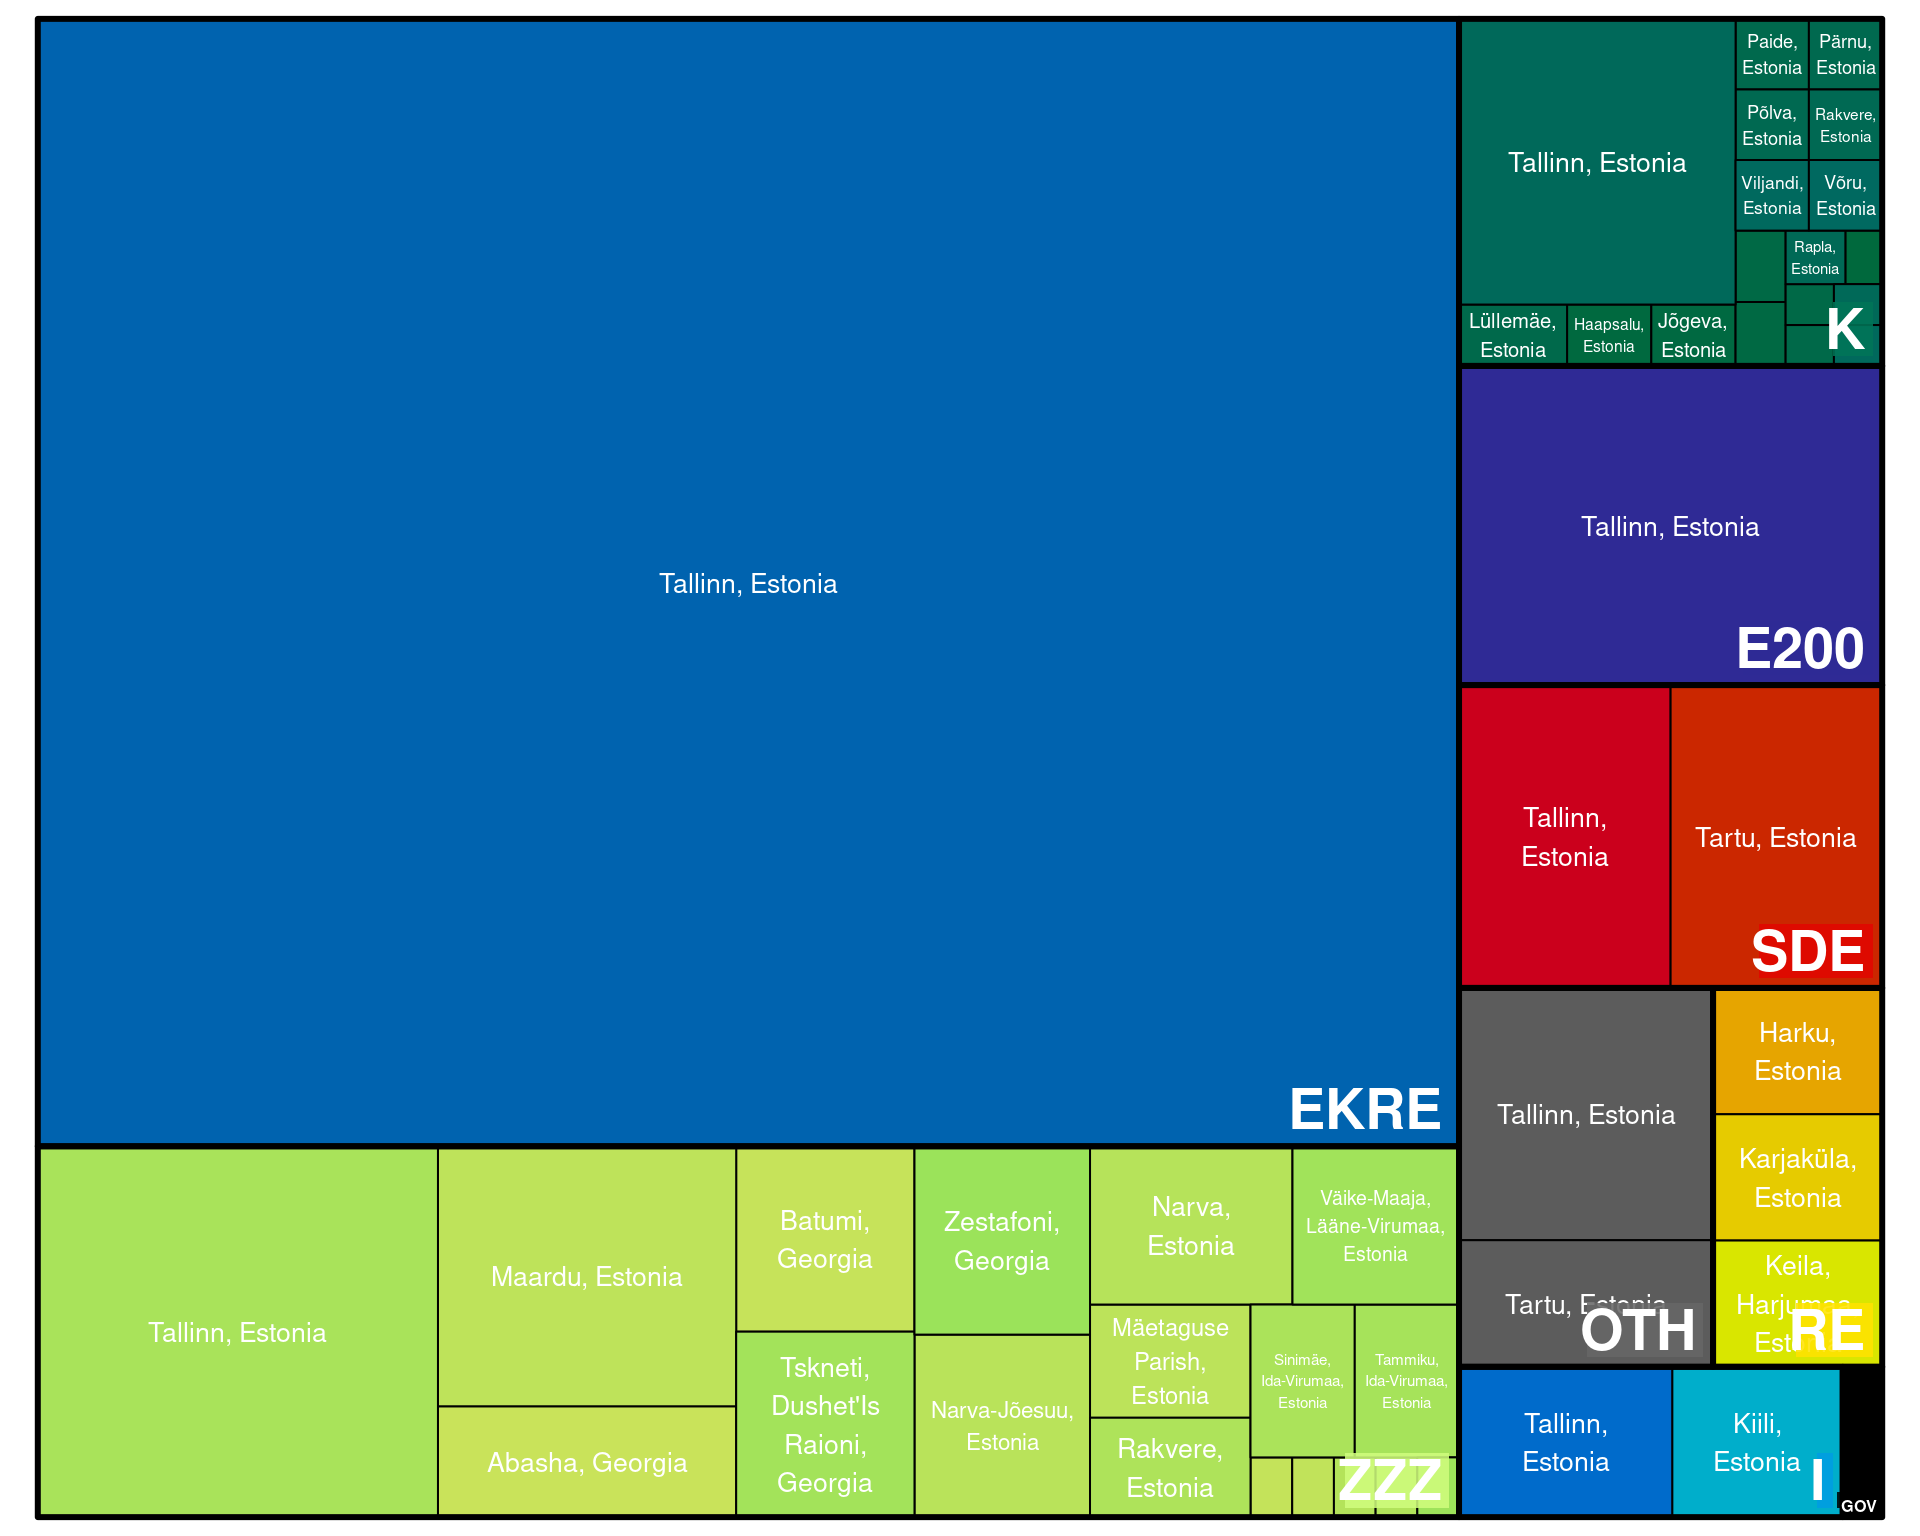 Tallinn, Estonia
EKRE
Tallinn, Estonia
Maardu, Estonia
Abasha, Georgia
Batumi,
Georgia
Tskneti,
Dushet'Is
Raioni,
Georgia
Zestafoni,
Georgia
Narva-Jõesuu,
Estonia
Narva,
Estonia
Väike-Maaja,
Lääne-Virumaa,
Estonia
Mäetaguse
Parish,
Estonia
Rakvere,
Estonia
Sinimäe,
Ida-Virumaa,
Estonia
Tammiku,
Ida-Virumaa,
Estonia
ZZZ
Tallinn, Estonia
Lüllemäe,
Estonia
Haapsalu,
Estonia
Jõgeva,
Estonia
Paide,
Estonia
Pärnu,
Estonia
Põlva,
Estonia
Rakvere,
Estonia
Viljandi,
Estonia
Võru,
Estonia
Rapla,
Estonia
K
Tallinn, Estonia
E200
Tallinn,
Estonia
Tartu, Estonia
SDE
Tallinn, Estonia
Tartu, Estonia
OTH
Harku,
Estonia
Karjaküla,
Estonia
Keila,
Harjumaa,
Estonia
RE
Tallinn,
Estonia
Kiili,
Estonia
I
GOV